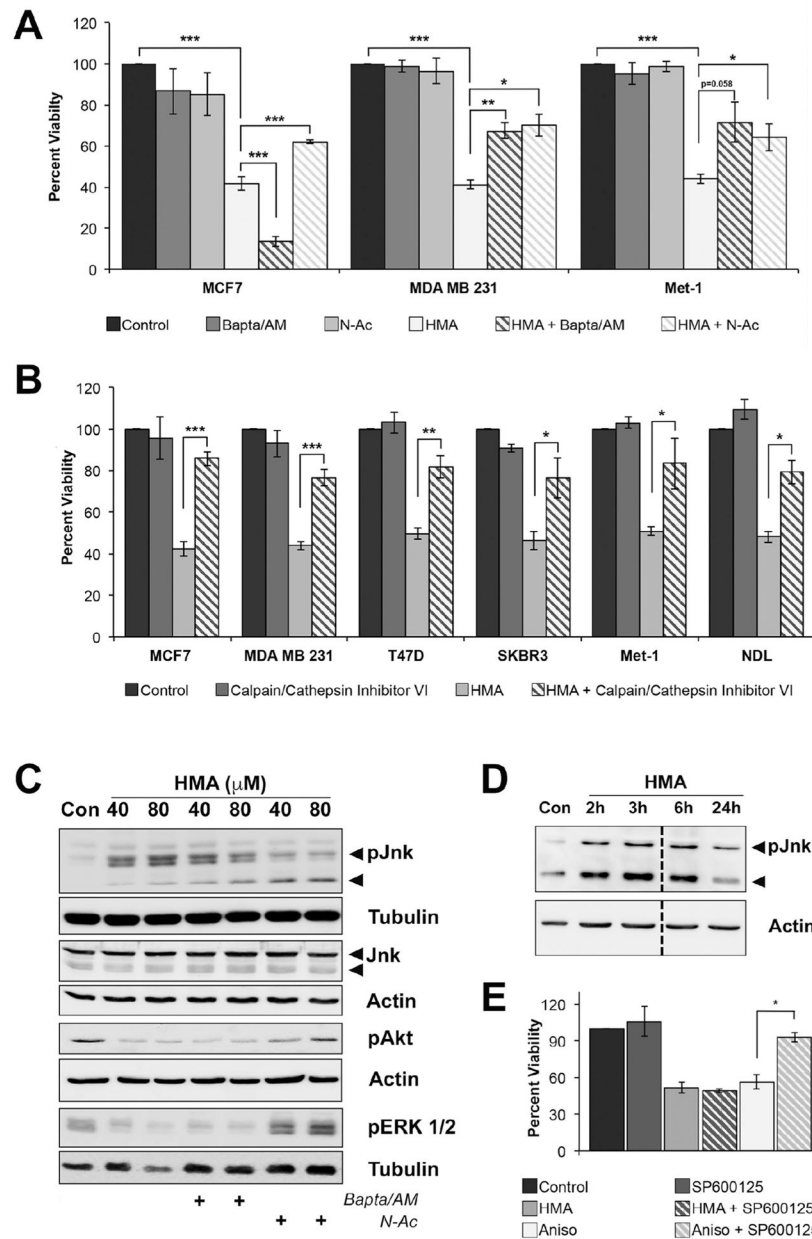 A
120
100
80
60
40
20
0
Percent Viability
*** *** *** *** * ** *** p=0.058 *
MCF7 MDA MB 231 Met-1
Control Bapta/AM N-Ac HMA HMA + Bapta/AM HMA + N-Ac
B
120
100
80
60
40
20
0
Percent Viability
*** *** ** * * *
MCF7 MDA MB 231 T47D SKBR3 Met-1 NDL
Control Calpain/Cathepsin Inhibitor VI HMA HMA + Calpain/Cathepsin Inhibitor VI
C
HMA (μM)
Con 40 80 40 80 40 80
pJnk
Tubulin
Jnk
Actin
pAkt
Actin
pERK 1/2
Tubulin
+ + Bapta/AM
+ + N-Ac
D
HMA
Con 2h 3h 6h 24h
pJnk
Actin
E
120
90
60
30
0
Percent Viability
*
Control SP600125
HMA HMA + SP600125
Aniso Aniso + SP600125